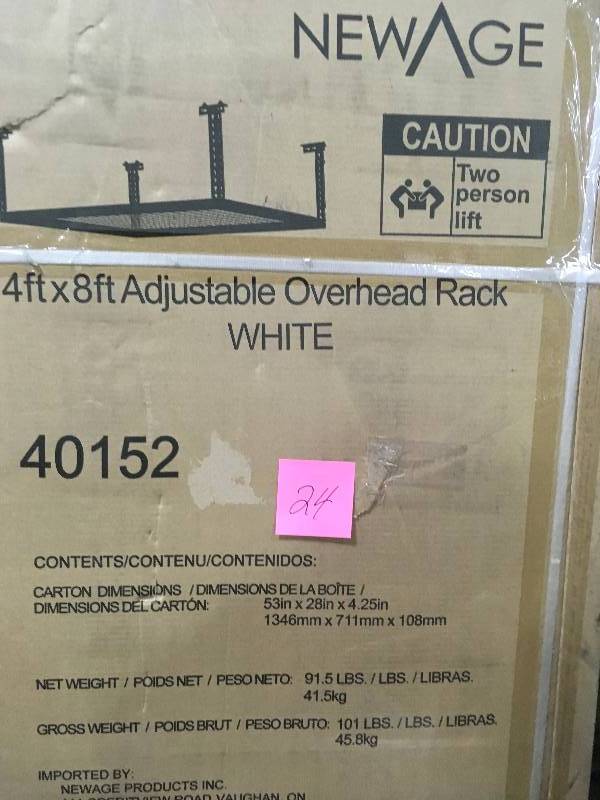 NEWAGE
CAUTION
Two
person
lift
4ft x 8ft Adjustable Overhead Rack
WHITE
40152
24
CONTENTS/CONTENU/CONTENIDOS:
CARTON DIMENSIONS / DIMENSIONS DE LA BOÎTE /
DIMENSIONS DEL CARTÓN: 53in x 28in x 4.25in
1346mm x 711mm x 108mm
NET WEIGHT / POIDS NET / PESO NETO: 91.5 LBS. / LBS. / LIBRAS.
41.5kg
GROSS WEIGHT / POIDS BRUT / PESO BRUTO: 101 LBS. / LBS. / LIBRAS.
45.8kg
IMPORTED BY:
NEWAGE PRODUCTS INC.
ROAD VAUGHAN, ON